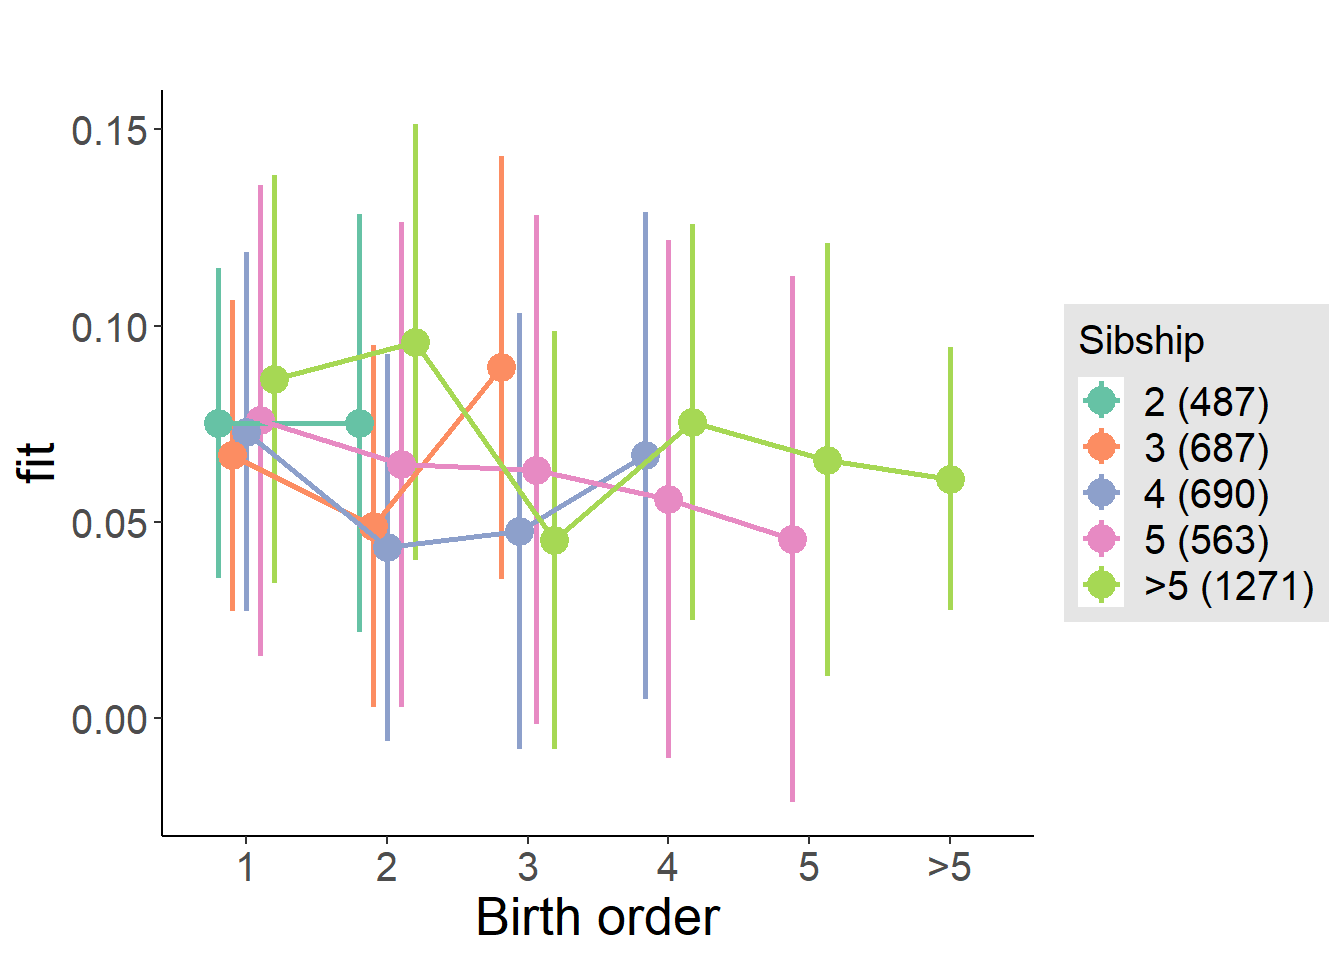 0.15
0.10
0.05
0.00
fit
1 2 3 4 5 >5
Birth order
Sibship
2 (487)
3 (687)
4 (690)
5 (563)
>5 (1271)